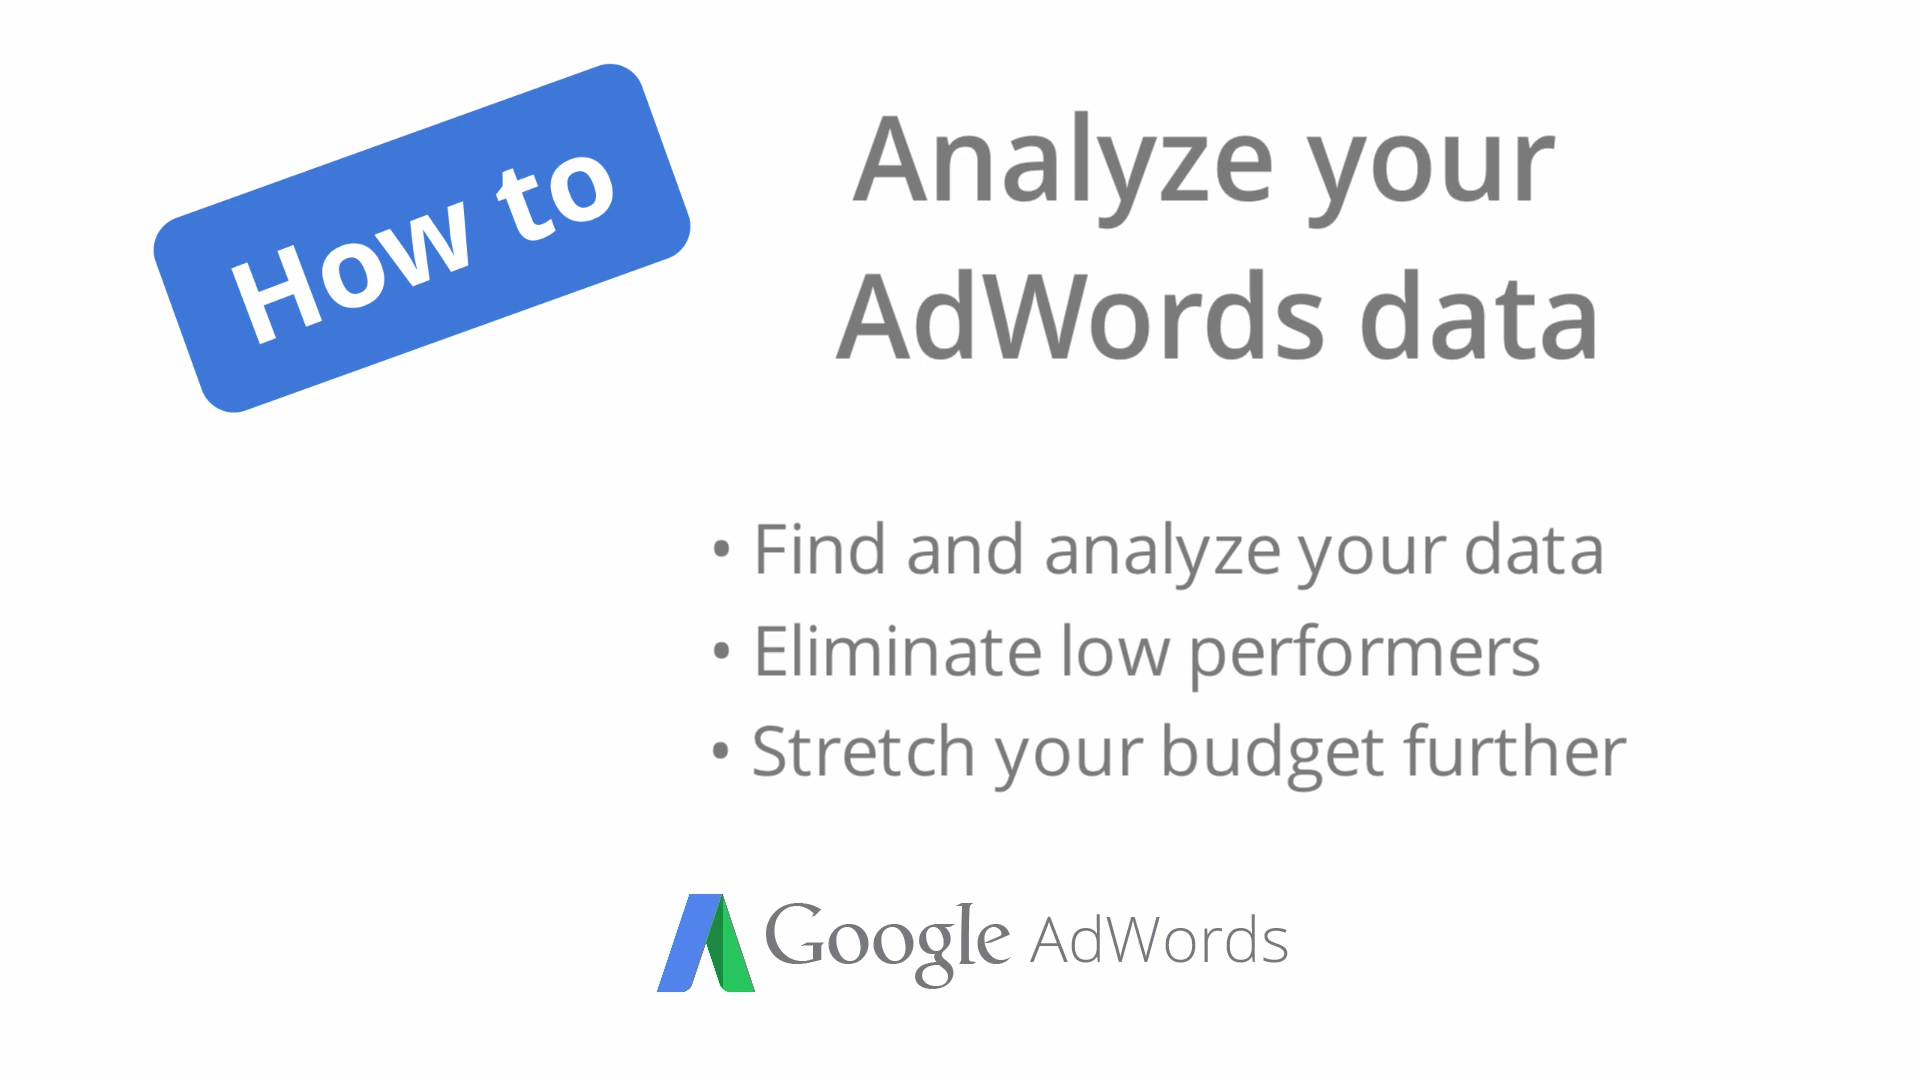 How to
Analyze your
AdWords data
• Find and analyze your data
• Eliminate low performers
• Stretch your budget further
Google AdWords